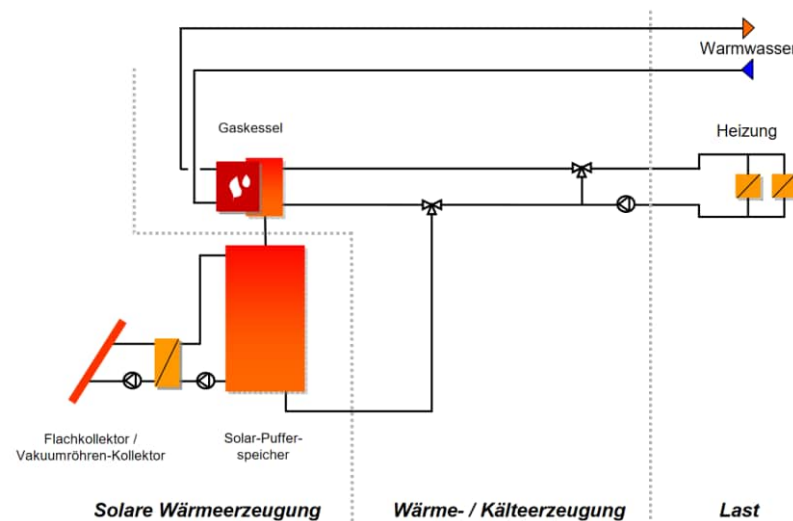 Warmwasser
Gaskessel
Heizung
Flachkollektor /
Vakuumröhren-Kollektor
Solar-Puffer-
speicher
Solare Wärmeerzeugung
Wärme- / Kälteerzeugung
Last